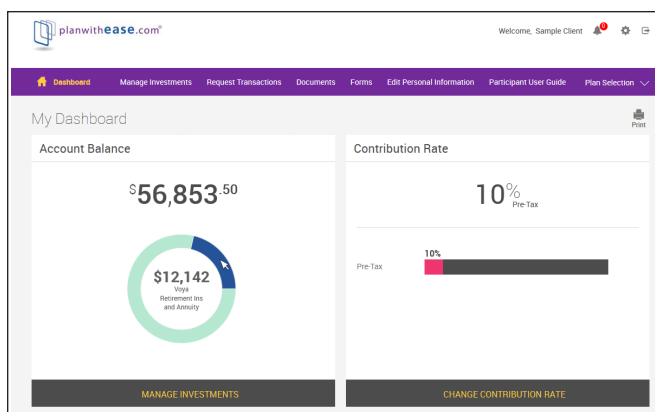 planwithease.com®
Welcome, Sample Client
0
Dashboard Manage Investments Request Transactions Documents Forms Edit Personal Information Participant User Guide Plan Selection
My Dashboard
Print
Account Balance
$56,853.50
$12,142
Voya
Retirement Ins
and Annuity
MANAGE INVESTMENTS
Contribution Rate
10%
Pre-Tax
10%
Pre-Tax
CHANGE CONTRIBUTION RATE